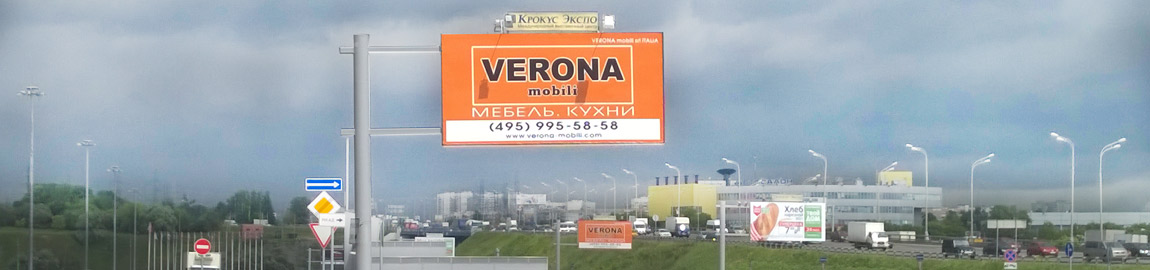 КРОКУС ЭКСПО
VERONA mobili of ITALIA
VERONA
mobili
МЕБЕЛЬ. КУХНИ
(495) 995-58-58
www.verona-mobili.com
VERONA
Хлеб